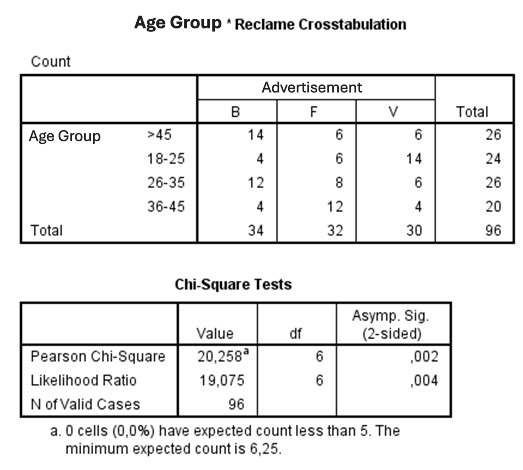 Age Group * Reclame Crosstabulation
Count
Advertisement
B F V Total
Age Group >45 14 6 6 26
18-25 4 6 14 24
26-35 12 8 6 26
36-45 4 12 4 20
Total 34 32 30 96
Chi-Square Tests
Asymp. Sig.
Value df (2-sided)
Pearson Chi-Square 20,258a 6 ,002
Likelihood Ratio 19,075 6 ,004
N of Valid Cases 96
a. 0 cells (0,0%) have expected count less than 5. The
minimum expected count is 6,25.